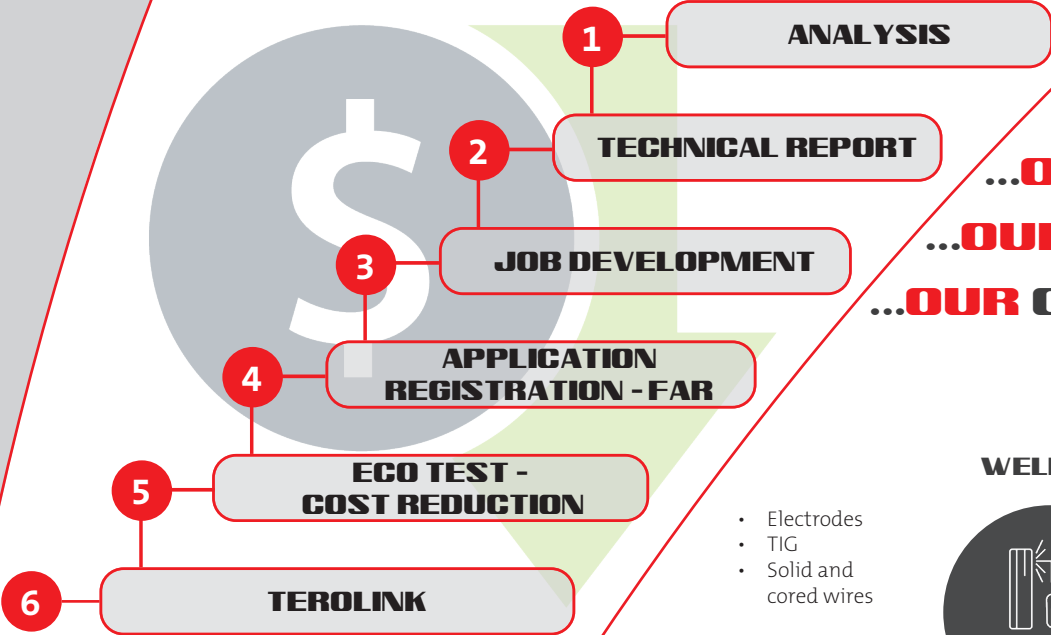 1
ANALYSIS
2
TECHNICAL REPORT
3
JOB DEVELOPMENT
4
APPLICATION
REGISTRATION - FAR
5
ECO TEST -
COST REDUCTION
6
TEROLINK
$
...OUR
...OUR
• Electrodes
• TIG
• Solid and
cored wires